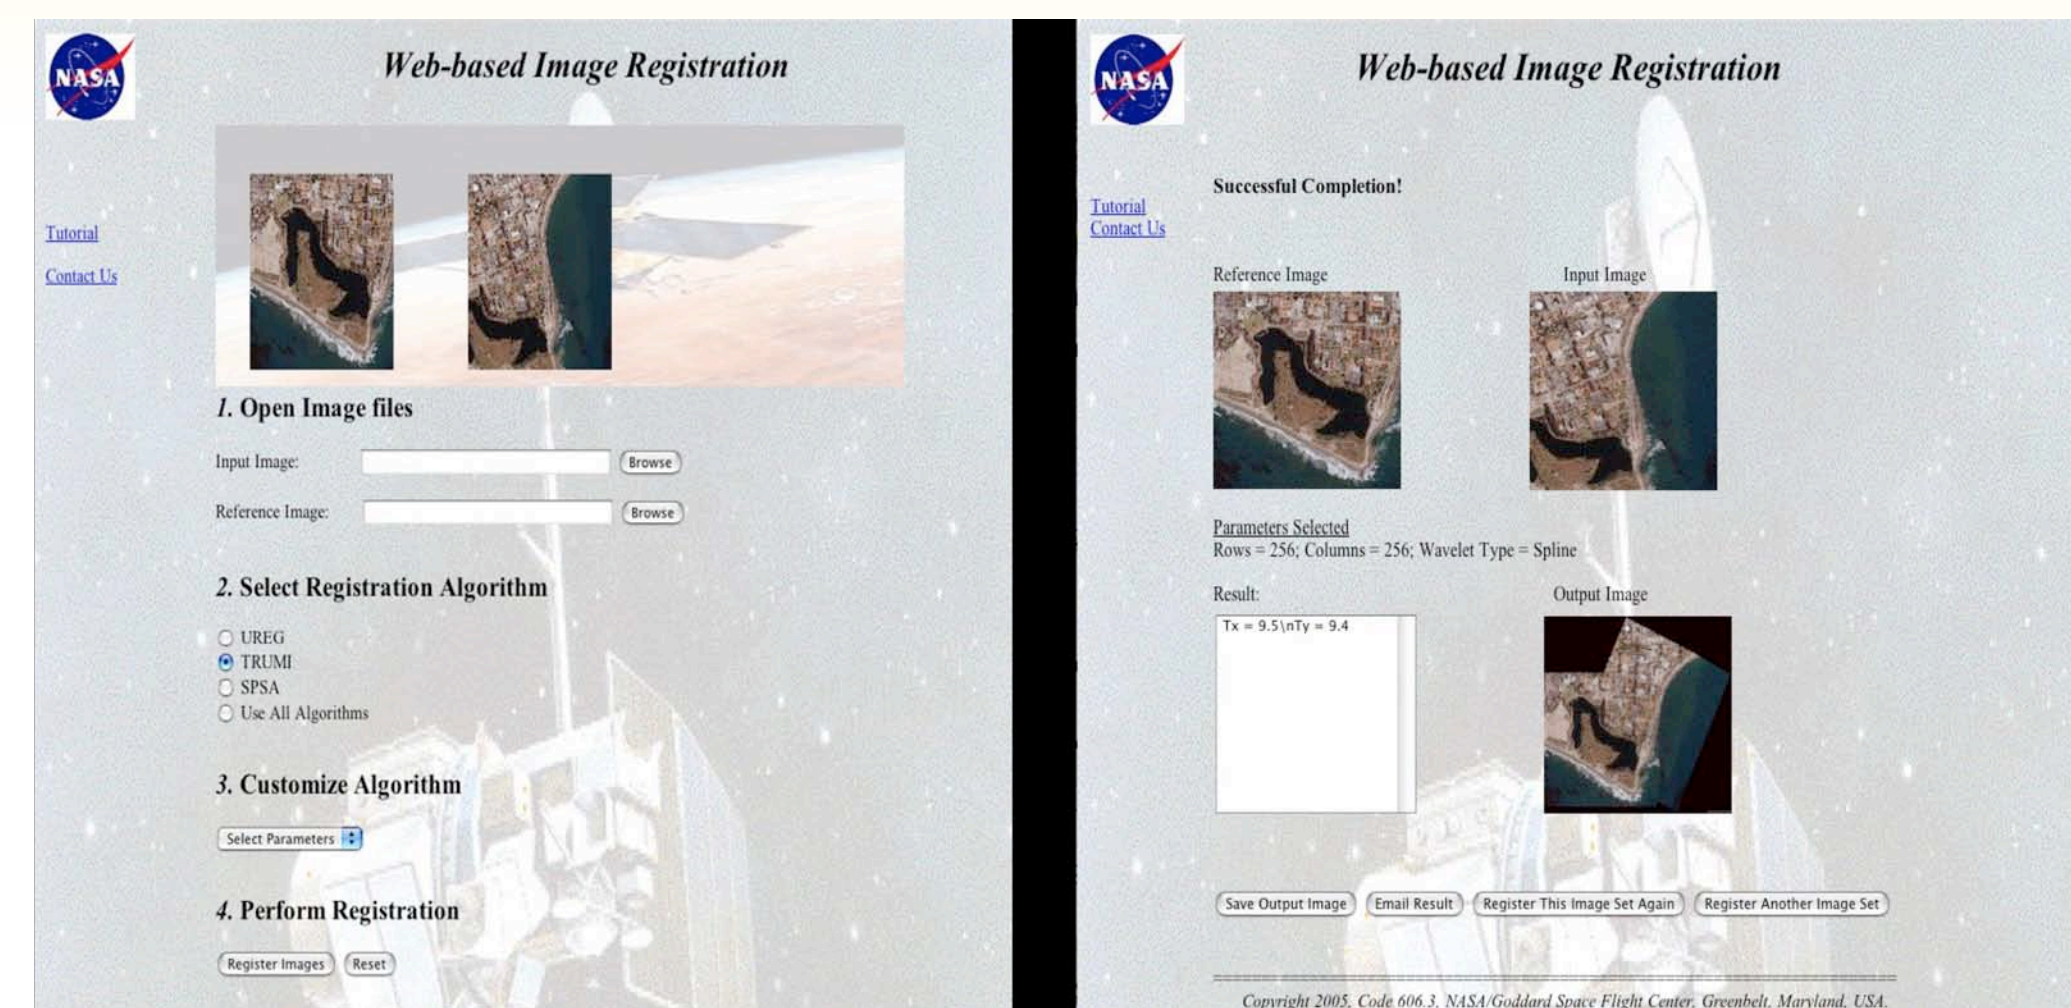 NASA
Web-based Image Registration
Tutorial
Contact Us
1. Open Image files
Input Image:
Browse
Reference Image:
Browse
2. Select Registration Algorithm
UREG
TRUMI
SPSA
Use All Algorithms
3. Customize Algorithm
Select Parameters
4. Perform Registration
Register Images Reset
NASA
Web-based Image Registration
Tutorial
Contact Us
Successful Completion!
Reference Image Input Image
Parameters Selected
Rows = 256; Columns = 256; Wavelet Type = Spline
Result: Output Image
Tx = 9.5\nTy = 9.4
Save Output Image Email Result Register This Image Set Again Register Another Image Set
Copyright 2005, Code 606.3, NASA/Goddard Space Flight Center, Greenbelt, Maryland, USA.